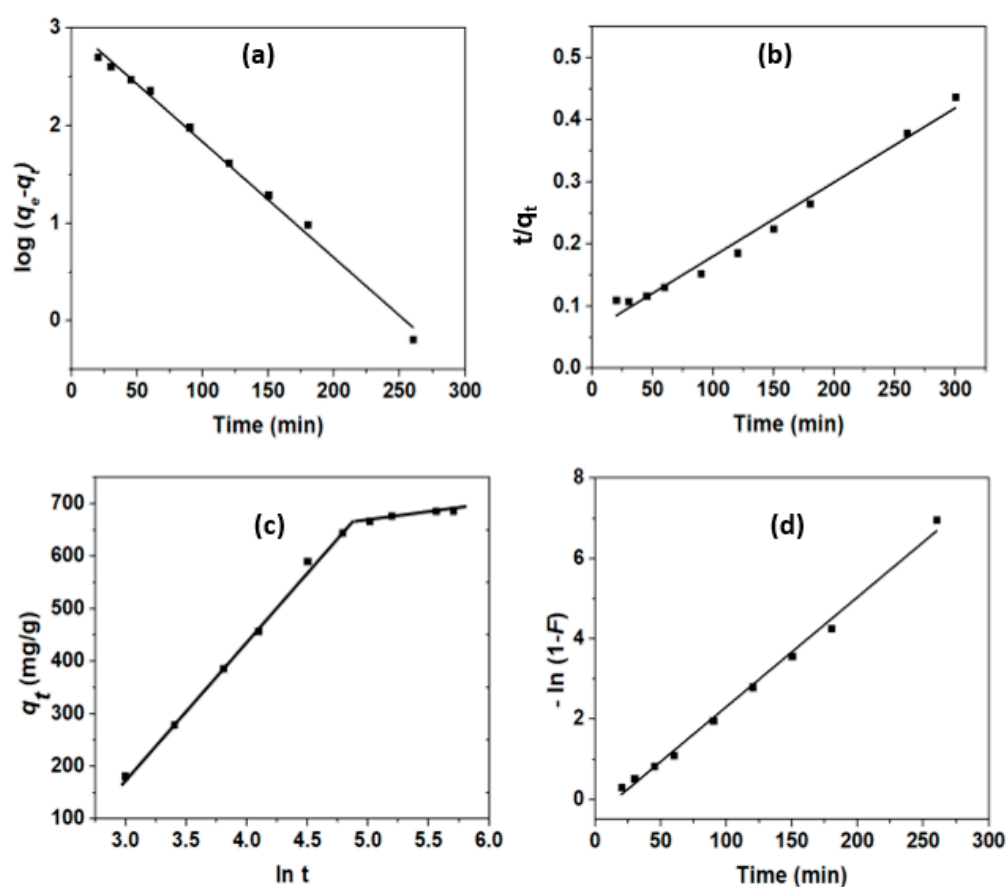 (a)
log (qₑ-qₜ)
3
2
1
0
0 50 100 150 200 250 300
Time (min)
(b)
t/qₜ
0.5
0.4
0.3
0.2
0.1
0.0
0 50 100 150 200 250 300
Time (min)
(c)
qₜ (mg/g)
700
600
500
400
300
200
100
3.0 3.5 4.0 4.5 5.0 5.5 6.0
ln t
(d)
- ln (1-F)
8
6
4
2
0
0 50 100 150 200 250 300
Time (min)